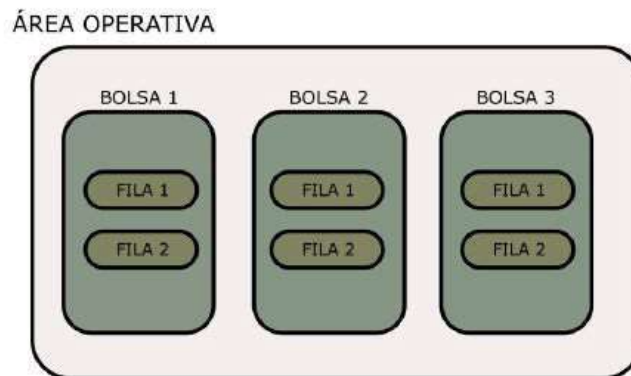 ÁREA OPERATIVA
BOLSA 1 BOLSA 2 BOLSA 3
FILA 1 FILA 1 FILA 1
FILA 2 FILA 2 FILA 2